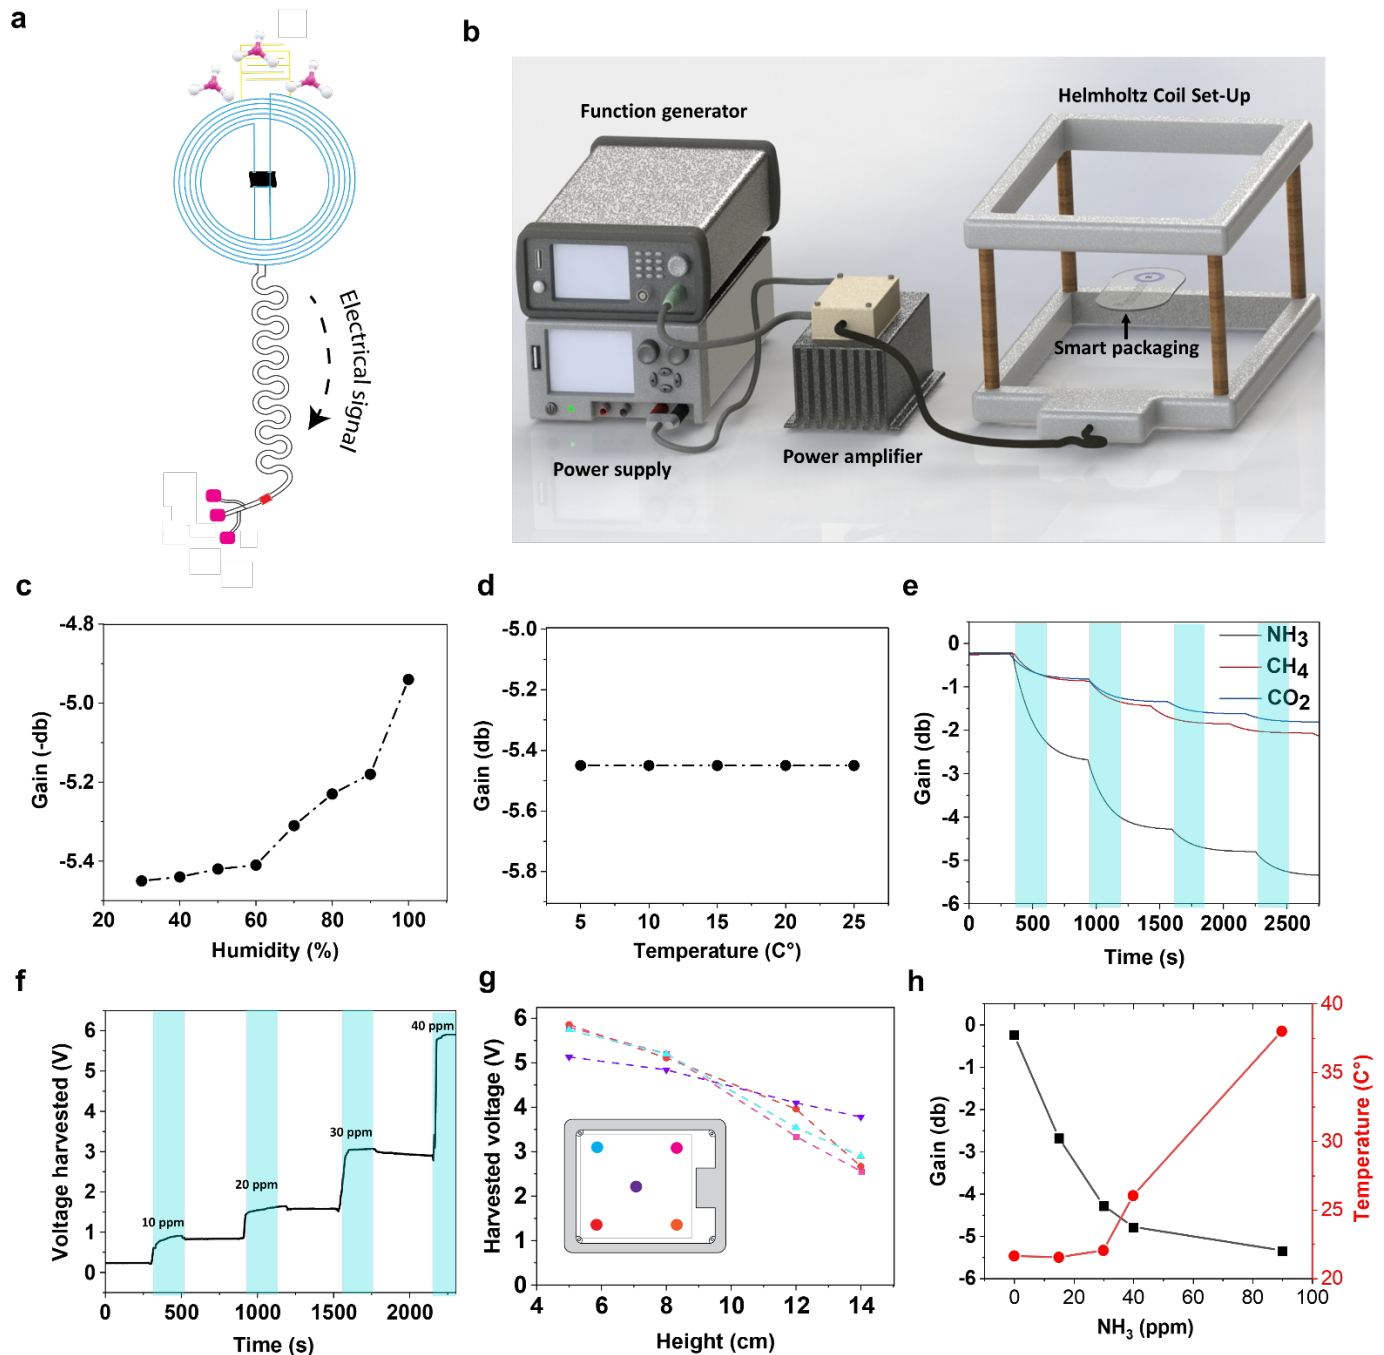 a
Electrical signal
b
Function generator
Helmholtz Coil Set-Up
Smart packaging
Power supply
Power amplifier
c
-4.8
-5.0
-5.2
-5.4
Gain (-db)
20
40
60
80
100
Humidity (%)
d
-5.0
-5.2
-5.4
-5.6
-5.8
Gain (db)
5
10
15
20
25
Temperature (C°)
e
0
-1
-2
-3
-4
-5
-6
Gain (db)
NH3
CH4
CO2
0
500
1000
1500
2000
2500
Time (s)
f
6
5
4
3
2
1
0
Voltage harvested (V)
10 ppm
20 ppm
30 ppm
40 ppm
0
500
1000
1500
2000
Time (s)
g
6
5
4
3
2
1
0
Harvested voltage (V)
4
6
8
10
12
14
Height (cm)
h
0
-1
-2
-3
-4
-5
-6
Gain (db)
40
35
30
25
20
Temperature (C°)
0
20
40
60
80
100
NH3 (ppm)